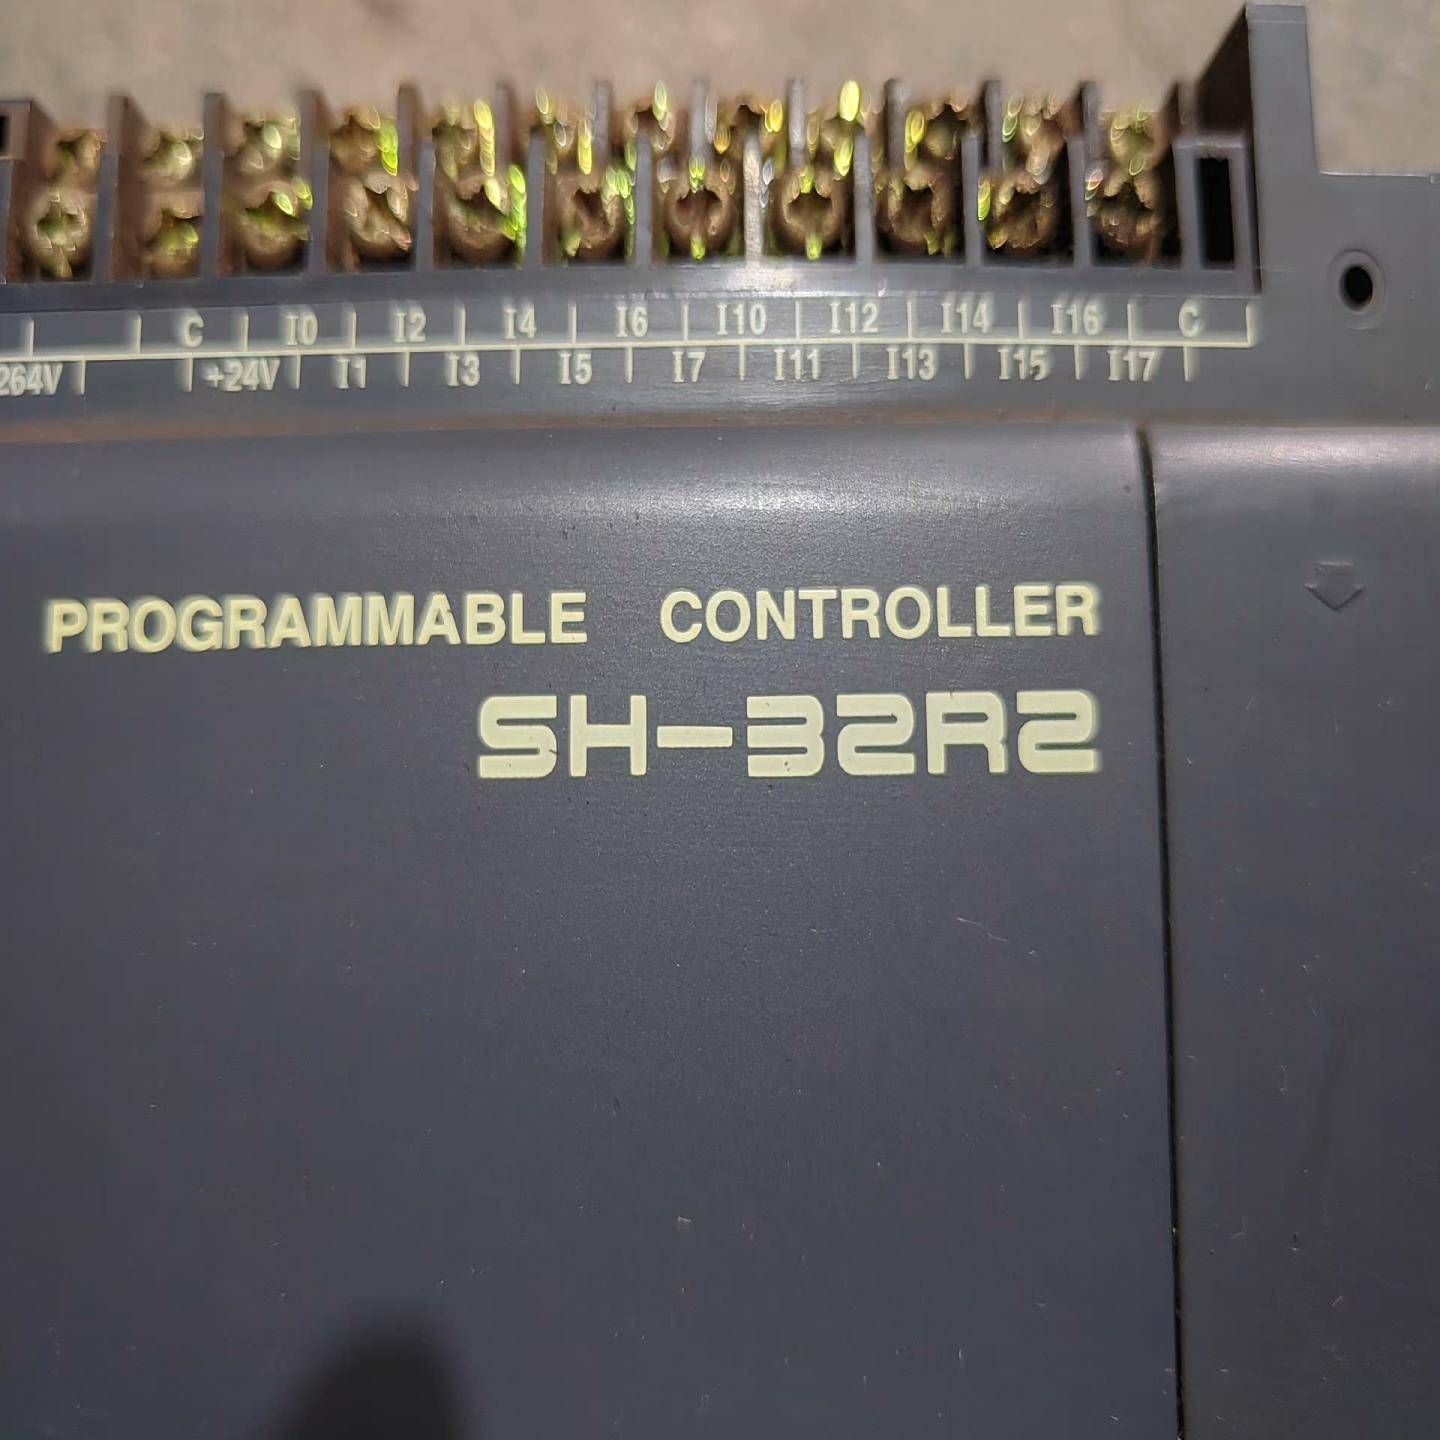 C I0 I2 I4 I6 I10 I12 I14 I16 C
264V +24V I1 I3 I5 I7 I11 I13 I15 I17
PROGRAMMABLE CONTROLLER
SH-32R2